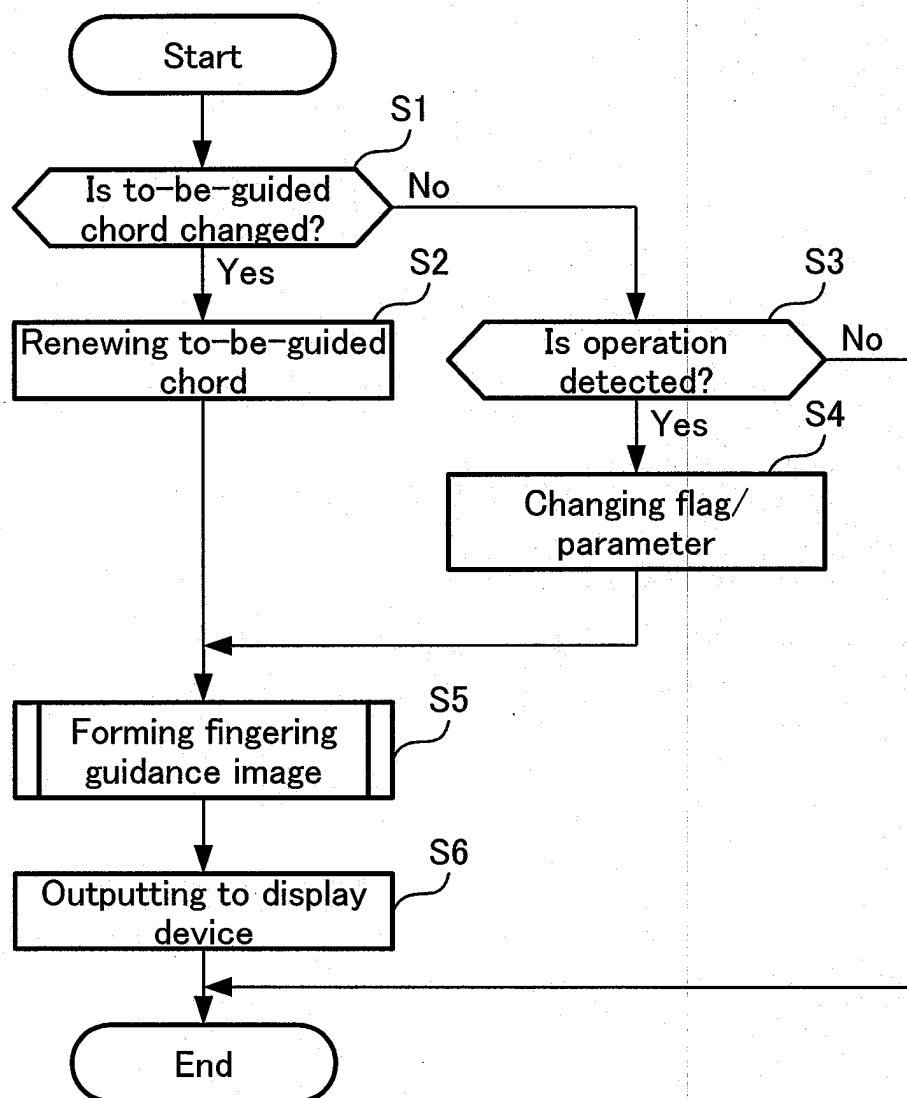 Start
S1
Is to-be-guided
chord changed?
No
Yes
S2
Renewing to-be-guided
chord
S3
Is operation
detected?
No
Yes
S4
Changing flag/
parameter
S5
Forming fingering
guidance image
S6
Outputting to display
device
End